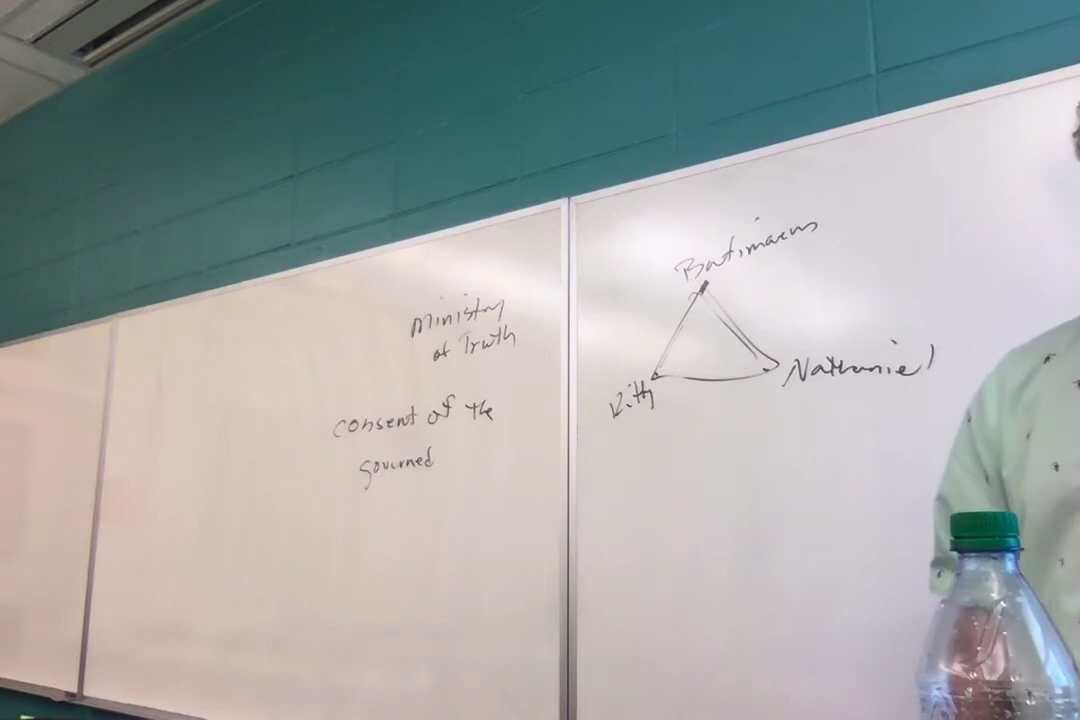 Ministry
of Truth
consent of the
governed
Bartimaeus
Kitty
Nathaniel